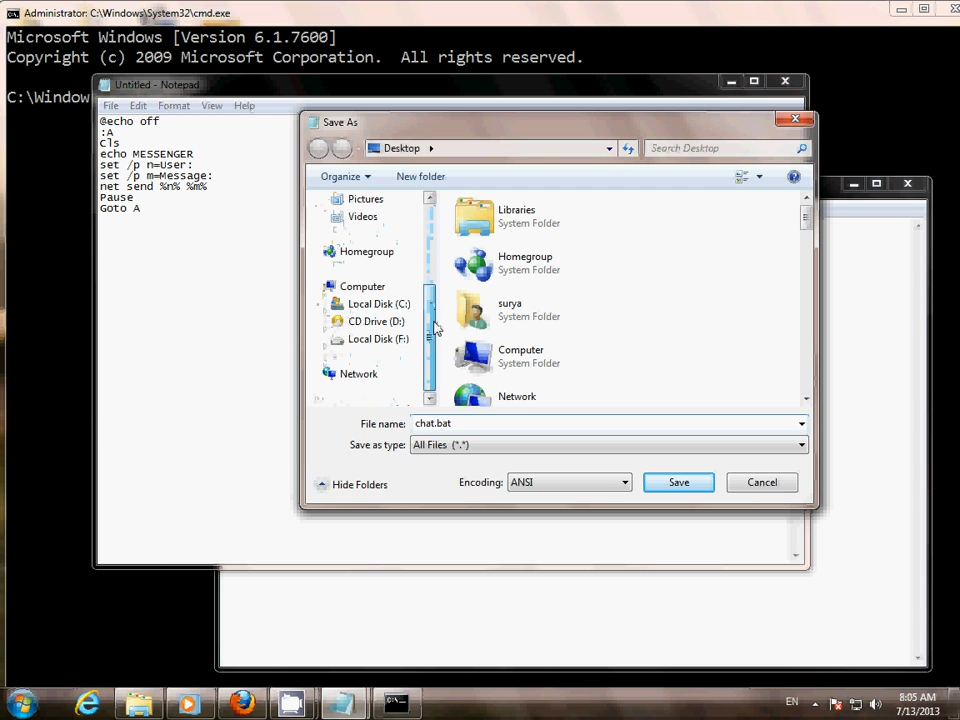 Administrator: C:\Windows\System32\cmd.exe
Microsoft Windows [Version 6.1.7600]
Copyright (c) 2009 Microsoft Corporation.  All rights reserved.
C:\Window
Untitled - Notepad
File Edit Format View Help
@echo off
:A
Cls
echo MESSENGER
set /p n=User:
set /p m=Message:
net send %n% %m%
Pause
Goto A
Save As
Desktop
Search Desktop
Organize
New folder
Pictures
Videos
Homegroup
Computer
Local Disk (C:)
CD Drive (D:)
Local Disk (F:)
Network
Libraries
System Folder
Homegroup
System Folder
surya
System Folder
Computer
System Folder
Network
File name: chat.bat
Save as type: All Files (*.*)
Hide Folders
Encoding: ANSI
Save
Cancel
EN
8:05 AM
7/13/2013